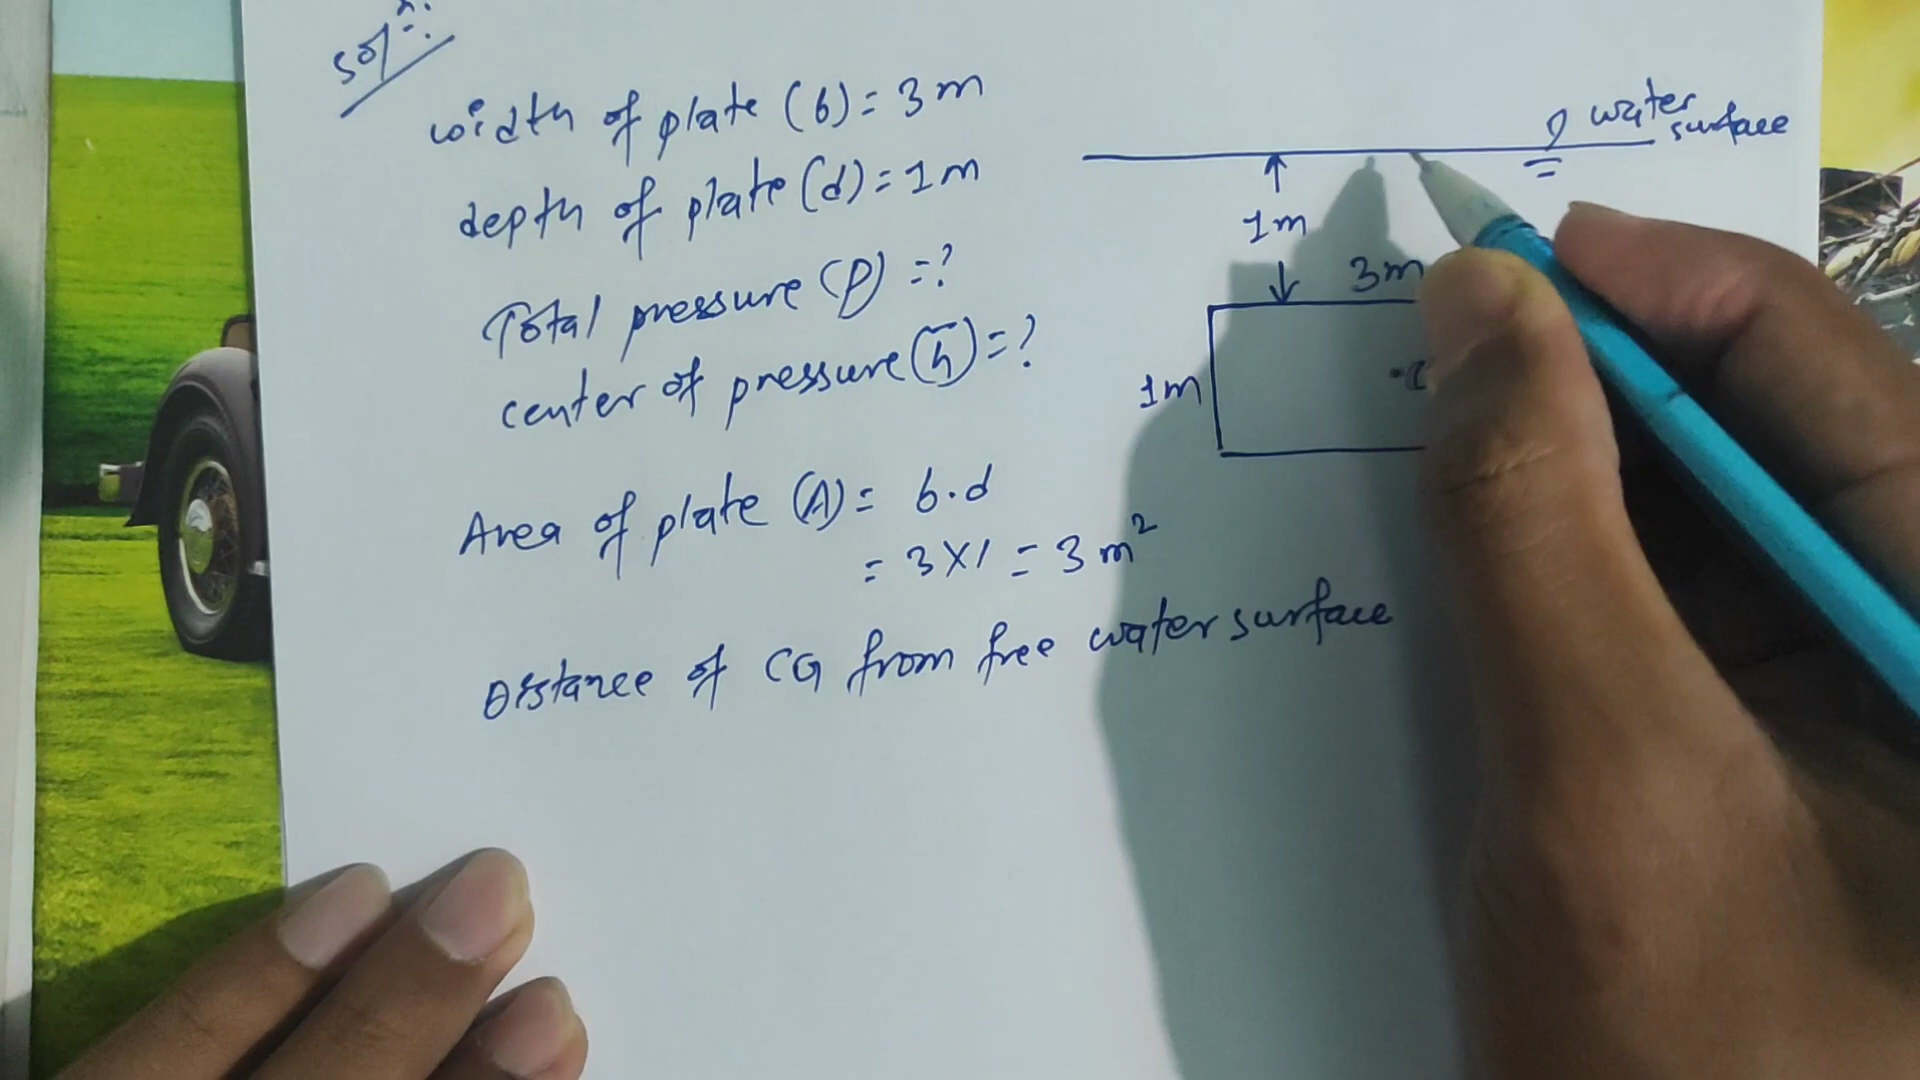 Soln:
width of plate (b) = 3m
depth of plate (d) = 1m
Total pressure (P) = ?
center of pressure (h̄) = ?
Area of plate (A) = b.d
= 3×1 = 3m²
Distance of CG from free water surface
water
surface
1m
3m
1m